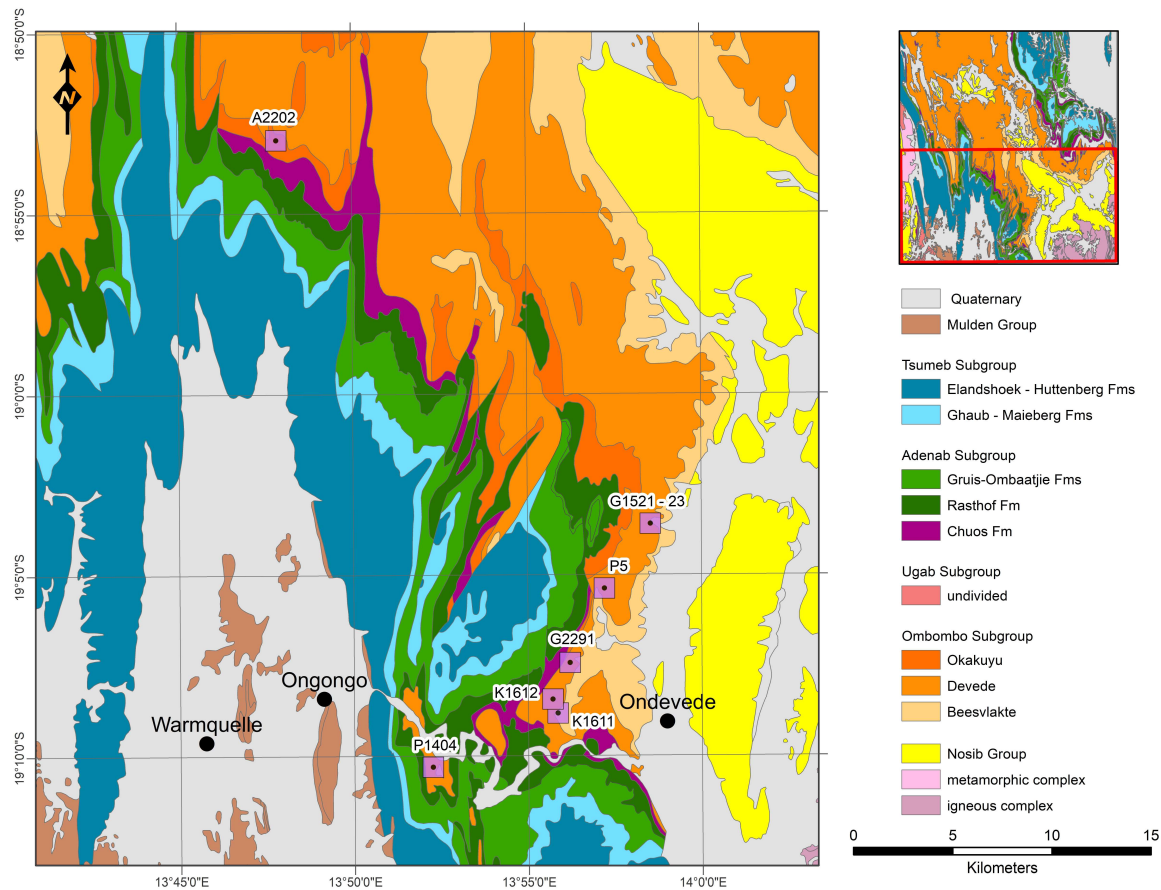 18°50'0"S
18°55'0"S
19°0'0"S
19°5'0"S
19°10'0"S
N
A2202
G1521 - 23
P5
G2291
K1612
K1611
Ongongo
Ondevede
Warmquelle
P1404
13°45'0"E
13°50'0"E
13°55'0"E
14°0'0"E
Quaternary
Mulden Group
Tsumeb Subgroup
Elandshoek - Huttenberg Fms
Ghaub - Maieberg Fms
Adenab Subgroup
Gruis-Ombaatjie Fms
Rasthof Fm
Chuos Fm
Ugab Subgroup
undivided
Ombombo Subgroup
Okakuyu
Devede
Beesvlakte
Nosib Group
metamorphic complex
igneous complex
0 5 10 15
Kilometers